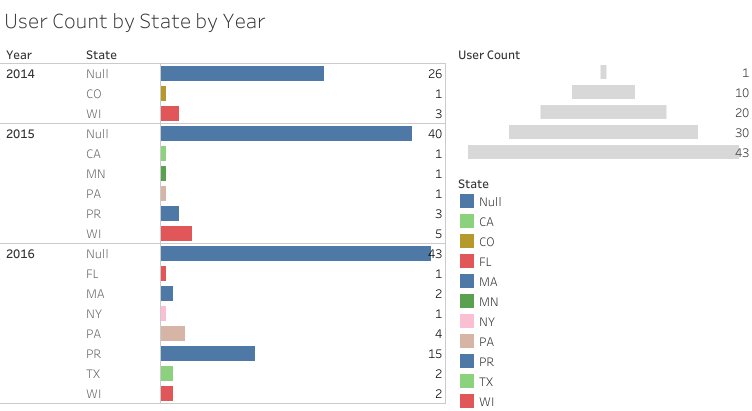 User Count by State by Year
Year State
2014 Null 26
CO 1
WI 3
2015 Null 40
CA 1
MN 1
PA 1
PR 3
WI 5
2016 Null 43
FL 1
MA 2
NY 1
PA 4
PR 15
TX 2
WI 2
User Count
1
10
20
30
43
State
Null
CA
CO
FL
MA
MN
NY
PA
PR
TX
WI